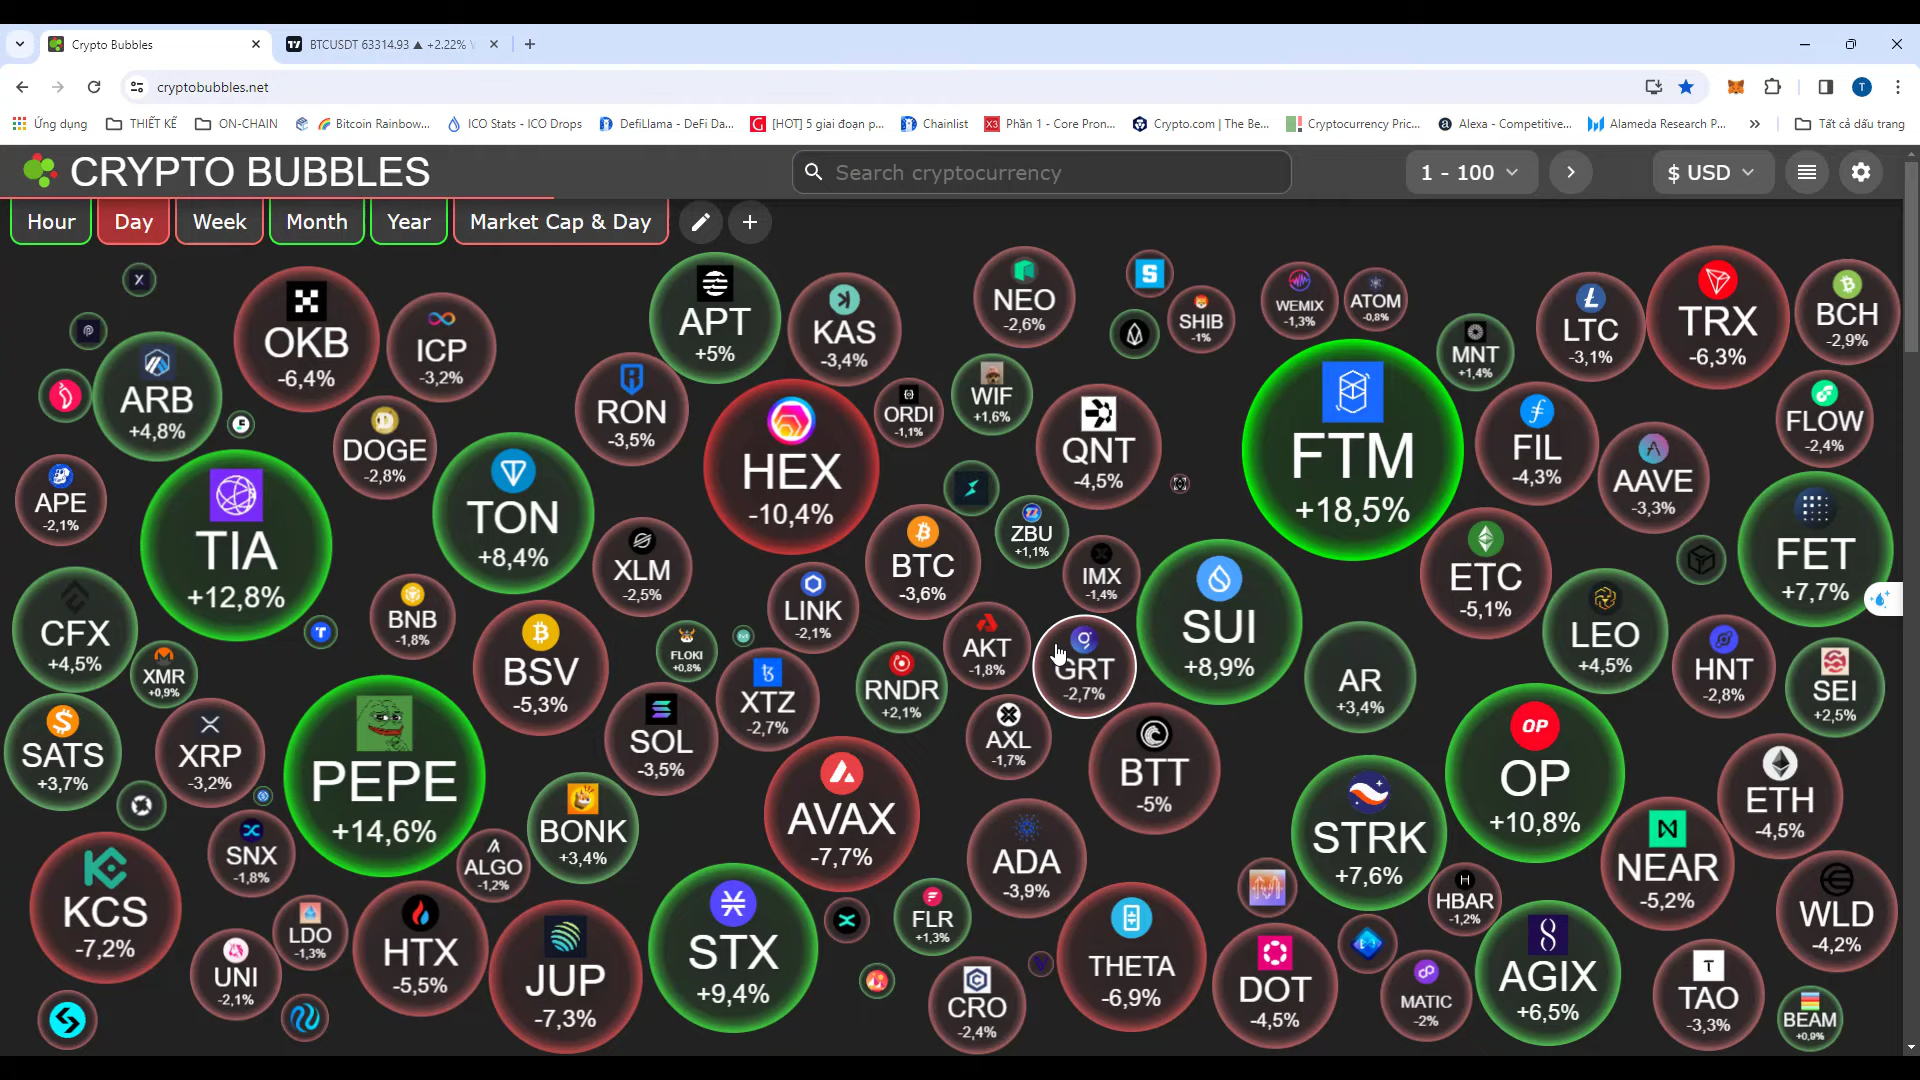 Crypto Bubbles
BTCUSDT 63314.93 ▲ +2.22%
cryptobubbles.net
Ứng dụng
THIẾT KẾ
ON-CHAIN
Bitcoin Rainbow...
ICO Stats - ICO Drops
DefiLlama - DeFi Da...
[HOT] 5 giai đoạn p...
Chainlist
X3
Phần 1 - Core Pron...
Crypto.com | The Be...
Cryptocurrency Pric...
Alexa - Competitive...
Alameda Research P...
»
Tất cả dấu trang
T
CRYPTO BUBBLES
Search cryptocurrency
1 - 100
$ USD
Hour
Day
Week
Month
Year
Market Cap & Day
OKB
-6,4%
ICP
-3,2%
APT
+5%
KAS
-3,4%
NEO
-2,6%
SHIB
-1%
WEMIX
-1,3%
ATOM
-0,8%
LTC
-3,1%
TRX
-6,3%
BCH
-2,9%
ARB
+4,8%
DOGE
-2,8%
RON
-3,5%
HEX
-10,4%
ORDI
-1,1%
WIF
+1,6%
QNT
-4,5%
FTM
+18,5%
MNT
+1,4%
FIL
-4,3%
AAVE
-3,3%
FLOW
-2,4%
APE
-2,1%
TIA
+12,8%
TON
+8,4%
XLM
-2,5%
BTC
-3,6%
ZBU
+1,1%
IMX
-1,4%
ETC
-5,1%
FET
+7,7%
CFX
+4,5%
BNB
-1,8%
LINK
-2,1%
SUI
+8,9%
LEO
+4,5%
XMR
+0,9%
BSV
-5,3%
FLOKI
+0,8%
AKT
-1,8%
GRT
-2,7%
AR
+3,4%
HNT
-2,8%
SEI
+2,5%
SATS
+3,7%
XRP
-3,2%
PEPE
+14,6%
SOL
-3,5%
XTZ
-2,7%
RNDR
+2,1%
AXL
-1,7%
BTT
-5%
OP
OP
+10,8%
ETH
-4,5%
SNX
-1,8%
ALGO
-1,2%
BONK
+3,4%
AVAX
-7,7%
ADA
-3,9%
STRK
+7,6%
NEAR
-5,2%
KCS
-7,2%
LDO
-1,3%
UNI
-2,1%
HTX
-5,5%
JUP
-7,3%
STX
+9,4%
FLR
+1,3%
CRO
-2,4%
THETA
-6,9%
DOT
-4,5%
HBAR
-1,2%
MATIC
-2%
AGIX
+6,5%
WLD
-4,2%
TAO
-3,3%
BEAM
+0,9%